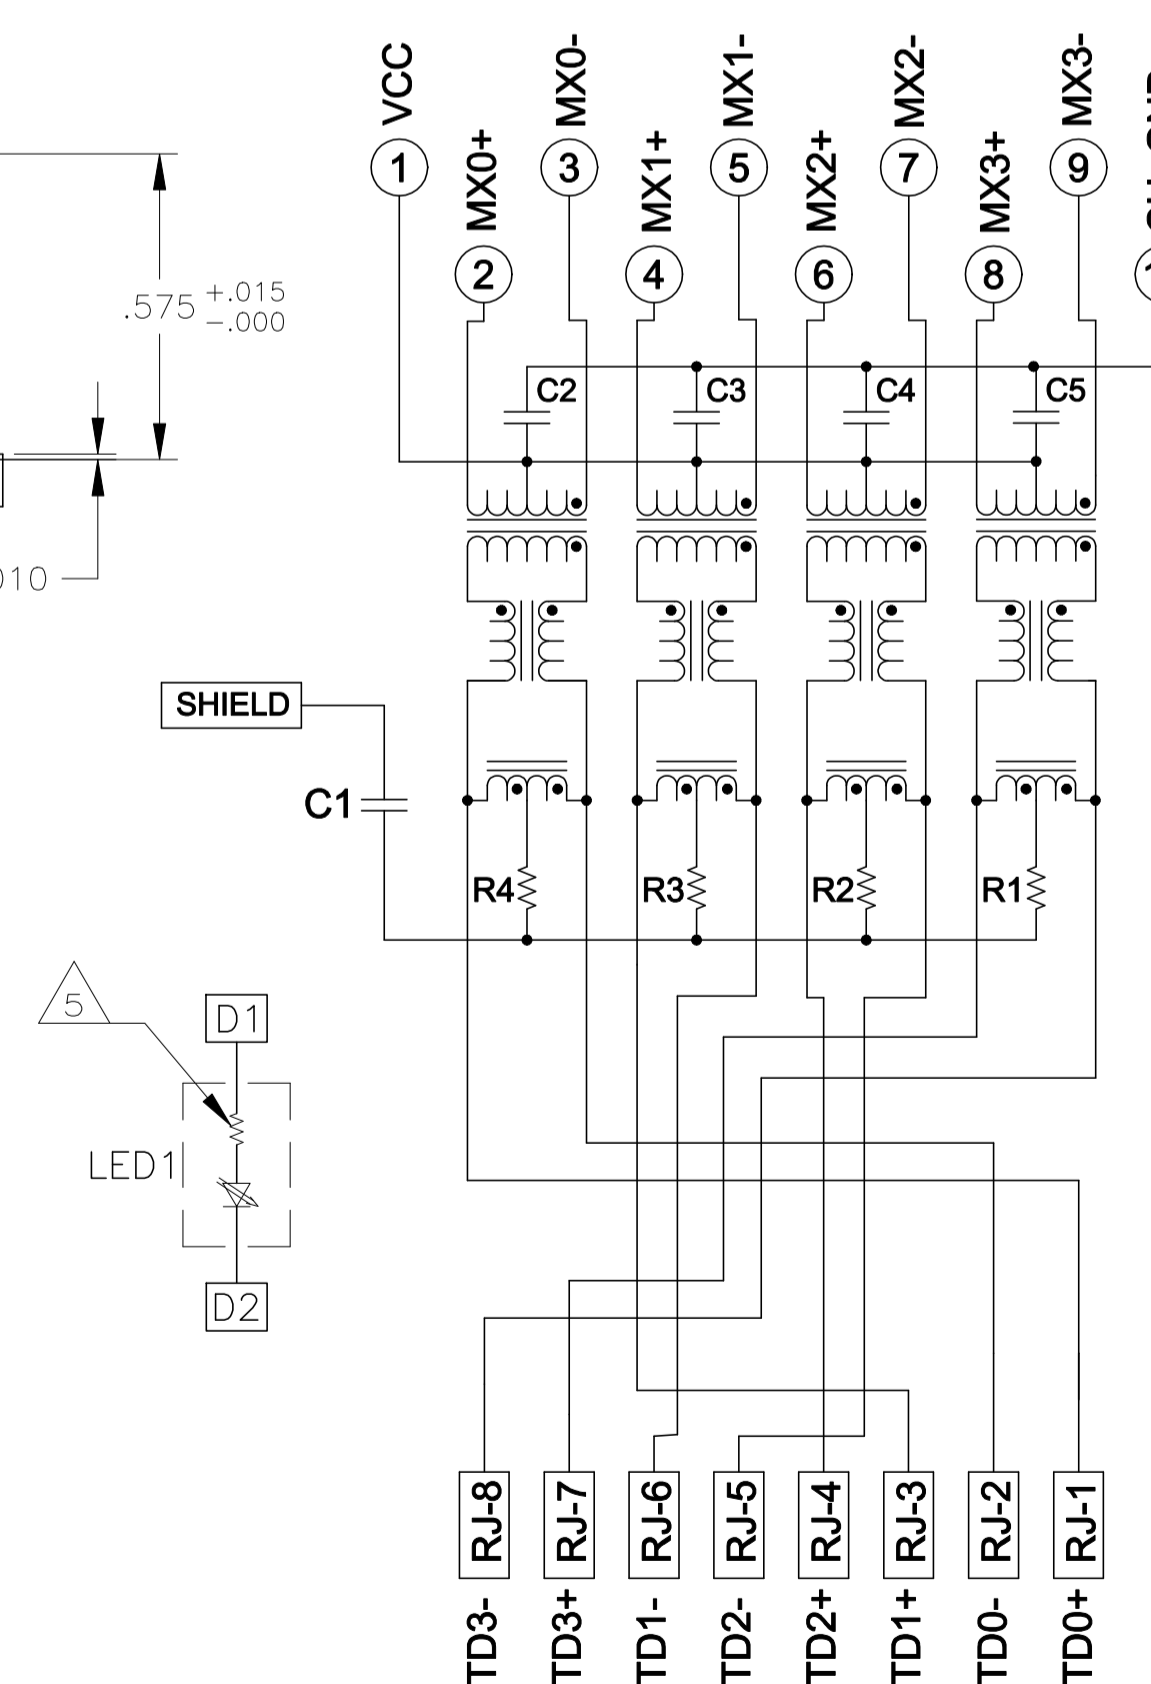 VCC
MX0-
MX1-
MX2-
MX3-
MX0+
MX1+
MX2+
MX3+
1
3
5
7
9
2
4
6
8
.575 +.015
-.000
C2
C3
C4
C5
SHIELD
C1
R4
R3
R2
R1
5
D1
LED1
D2
RJ-8
RJ-7
RJ-6
RJ-5
RJ-4
RJ-3
RJ-2
RJ-1
TD3-
TD3+
TD1-
TD2-
TD2+
TD1+
TD0-
TD0+